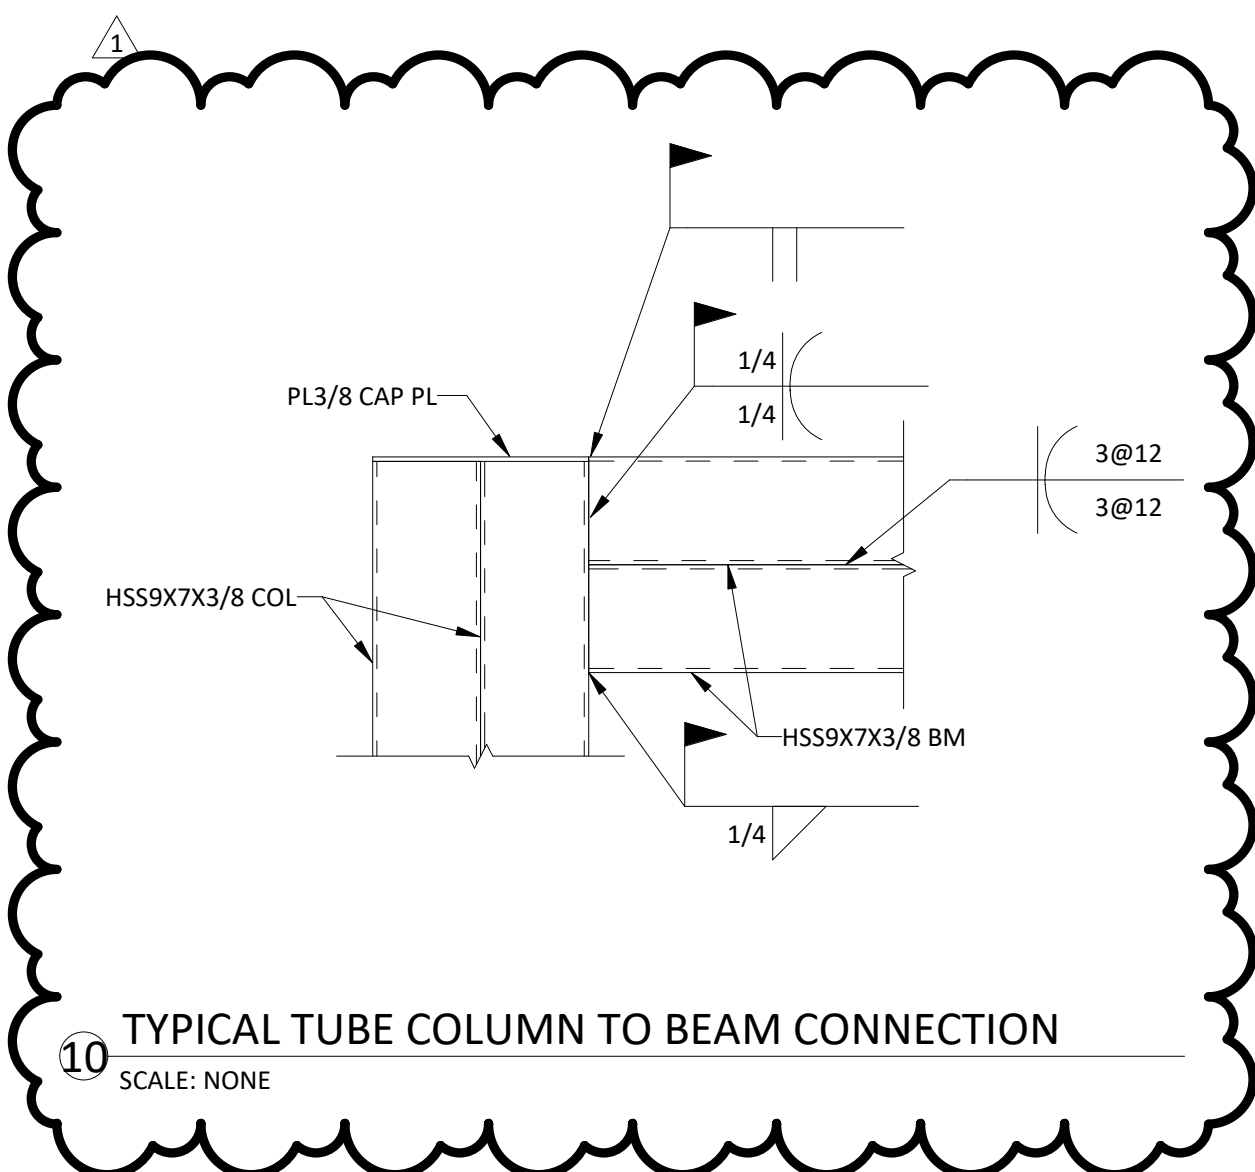 1
1/4
PL3/8 CAP PL
1/4
3@12
3@12
HSS9X7X3/8 COL
HSS9X7X3/8 BM
1/4
TYPICAL TUBE COLUMN TO BEAM CONNECTION
10
SCALE: NONE